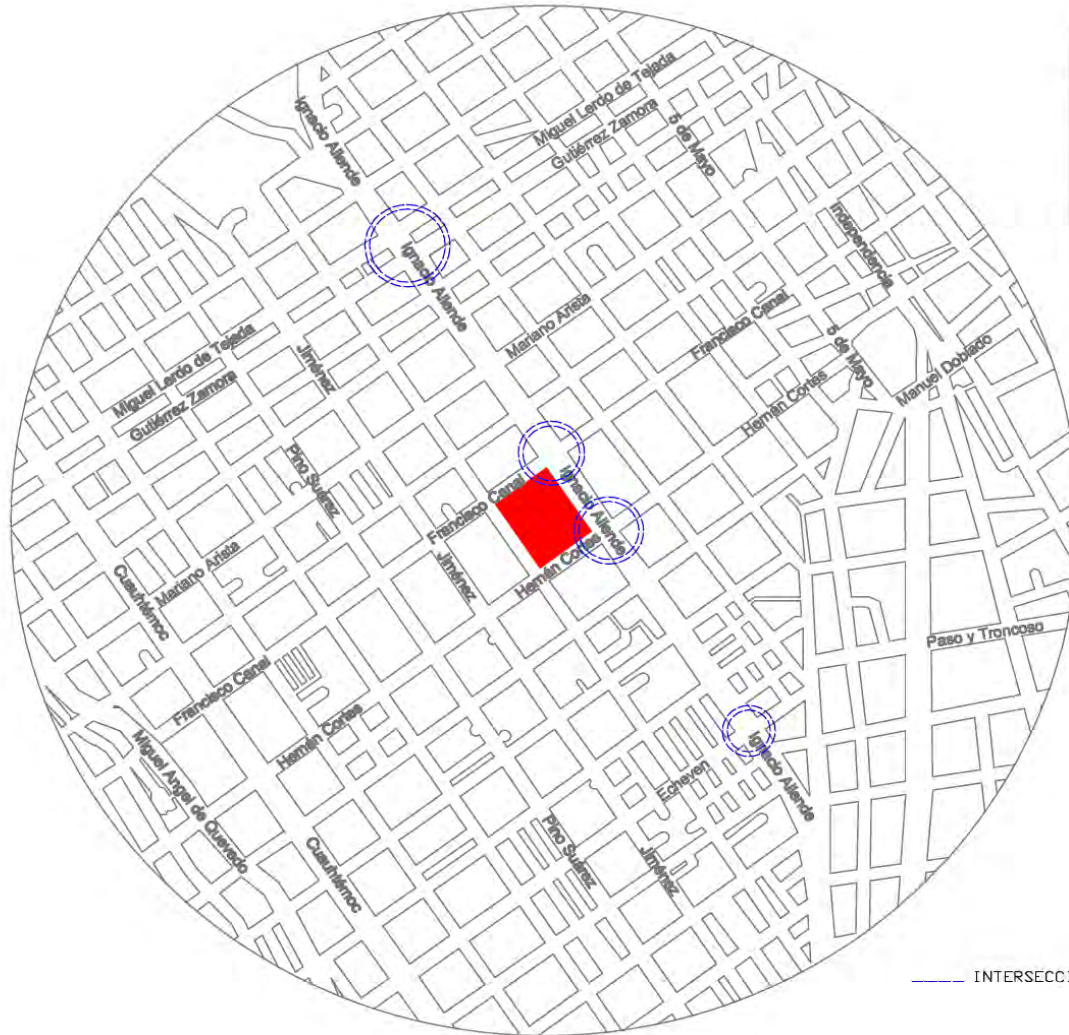 Miguel Lerdo de Tejada
Ignacio Allende
Gutiérrez Zamora
5 de Mayo
Independencia
Ignacio Allende
Mariano Arista
Francisco Canal
5 de Mayo
Manuel Doblado
Miguel Lerdo de Tejada
Jiménez
Gutiérrez Zamora
Hernán Cortes
Pino Suárez
Francisco Canal
Ignacio Allende
Mariano Arista
Jiménez
Hernán Cortes
Cuauhtémoc
Paso y Troncoso
Francisco Canal
Hernán Cortes
Miguel Angel de Quevedo
Ignacio Allende
Echeven
Pino Suárez
Jiménez
Cuauhtémoc
INTERSECCI